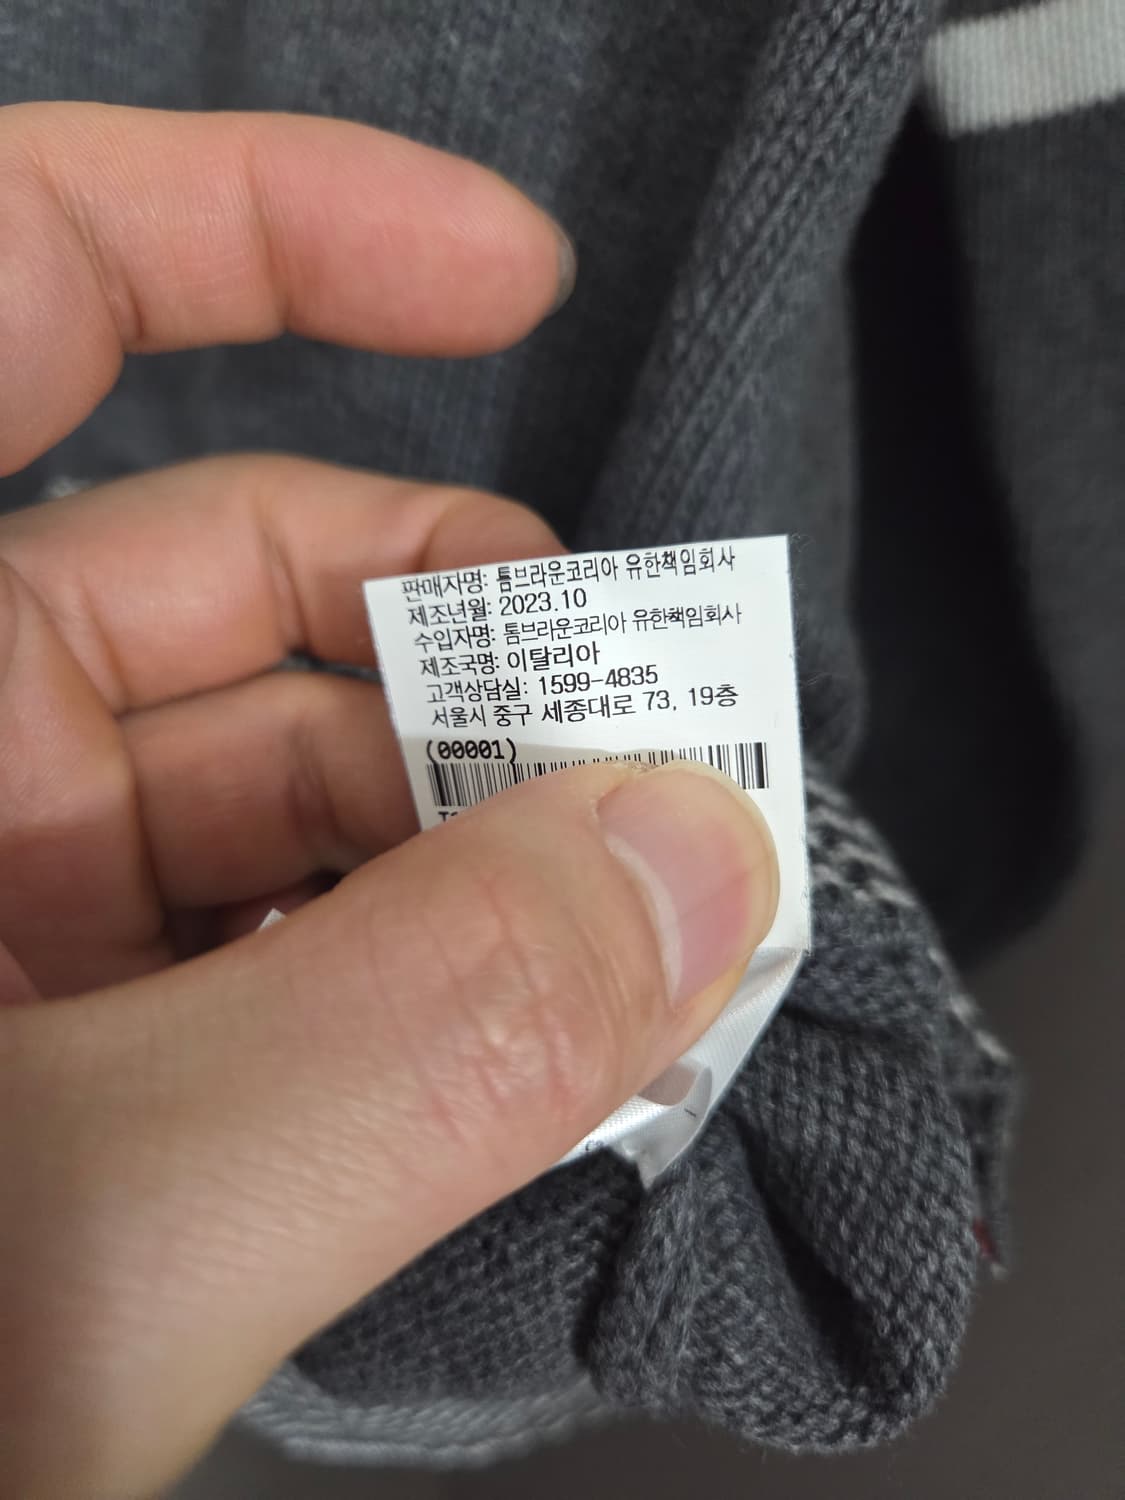 판매자명: 톰브라운코리아 유한책임회사
제조년월: 2023.10
수입자명: 톰브라운코리아 유한책임회사
제조국명: 이탈리아
고객상담실: 1599-4835
서울시 중구 세종대로 73, 19층
(00001)